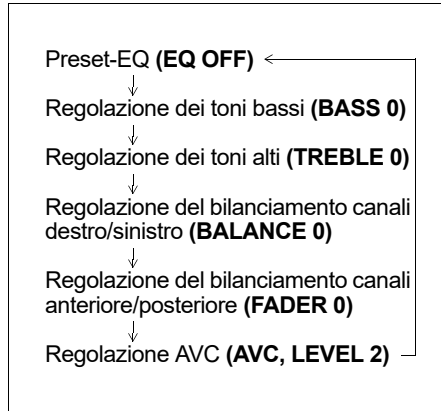 Preset-EQ (EQ OFF)
Regolazione dei toni bassi (BASS 0)
Regolazione dei toni alti (TREBLE 0)
Regolazione del bilanciamento canali
destro/sinistro (BALANCE 0)
Regolazione del bilanciamento canali
anteriore/posteriore (FADER 0)
Regolazione AVC (AVC, LEVEL 2)